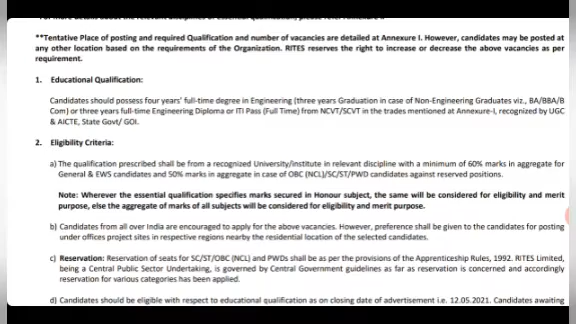 **Tentative Place of posting and required Qualification and number of vacancies are detailed at Annexure I. However, candidates may be posted at
any other location based on the requirements of the Organization. RITES reserves the right to increase or decrease the above vacancies as per
requirement.
1. Educational Qualification:
Candidates should possess four years' full-time degree in Engineering (three years Graduation in case of Non-Engineering Graduates viz., BA/BBA/B
Com) or three years full-time Engineering Diploma or ITI Pass (Full Time) from NCVT/SCVT in the trades mentioned at Annexure-I, recognized by UGC
& AICTE, State Govt/ GOI.
2. Eligibility Criteria:
a) The qualification prescribed shall be from a recognized University/Institute in relevant discipline with a minimum of 60% marks in aggregate for
General & EWS candidates and 50% marks in aggregate in case of OBC (NCL)/SC/ST/PWD candidates against reserved positions.
Note: Wherever the essential qualification specifies marks secured in Honour subject, the same will be considered for eligibility and merit
purpose, else the aggregate of marks of all subjects will be considered for eligibility and merit purpose.
b) Candidates from all over India are encouraged to apply for the above vacancies. However, preference shall be given to the candidates for posting
under offices project sites in respective regions nearby the residential location of the selected candidates.
c) Reservation: Reservation of seats for SC/ST/OBC (NCL) and PWDs shall be as per the provisions of the Apprenticeship Rules, 1992. RITES Limited,
being a Central Public Sector Undertaking, is governed by Central Government guidelines as far as reservation is concerned and accordingly
reservation for various categories has been applied.
d) Candidates should be eligible with respect to educational qualification as on closing date of advertisement i.e. 12.05.2021. Candidates awaiting